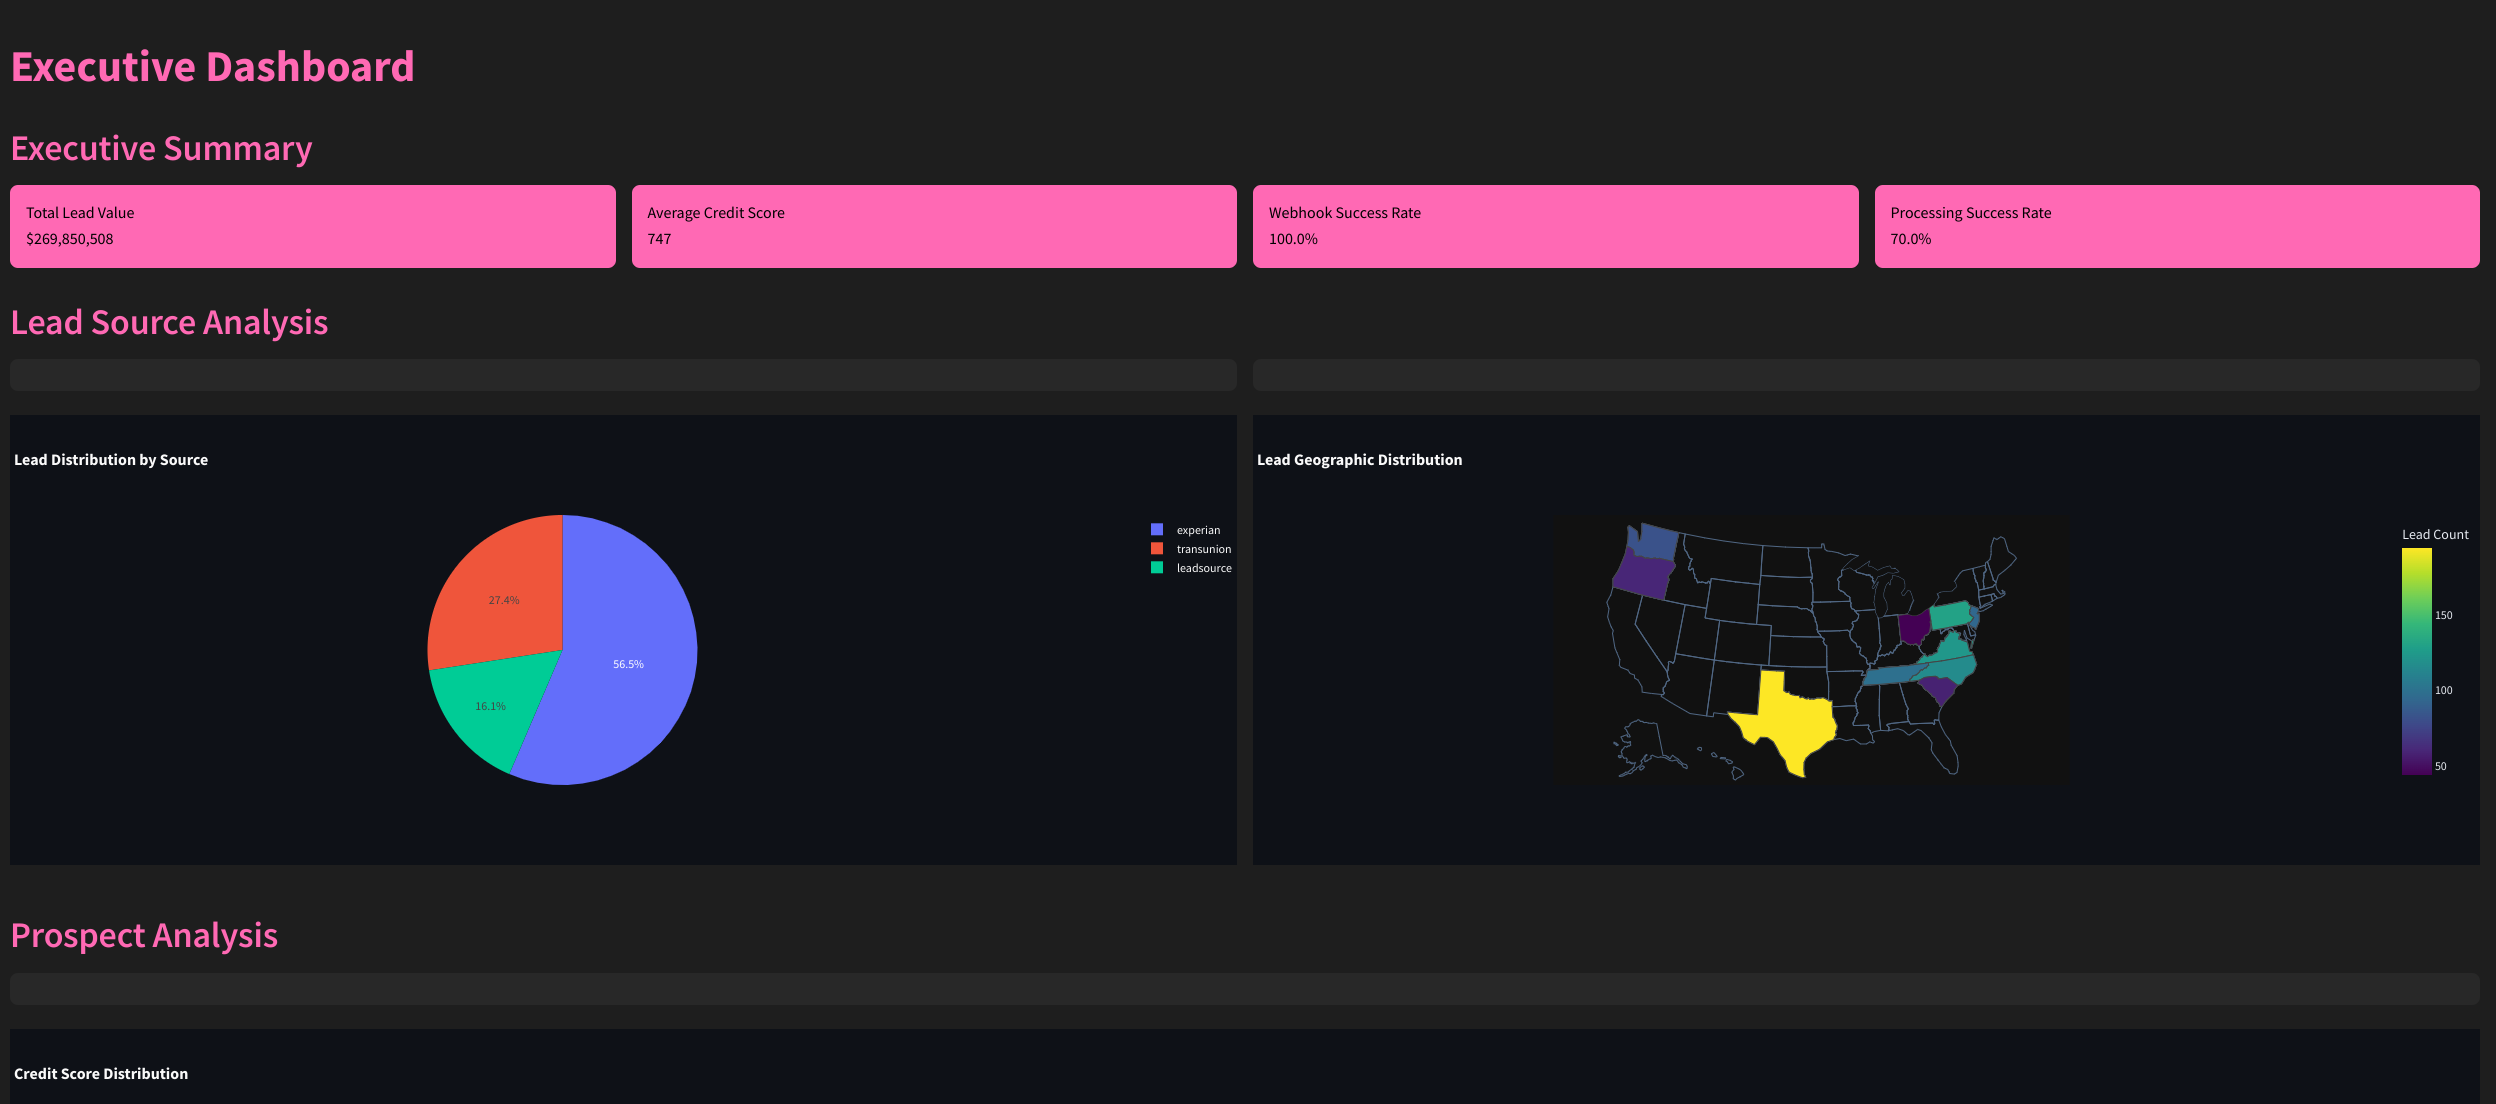 Executive Dashboard
Executive Summary
Total Lead Value
$269,850,508
Average Credit Score
747
Webhook Success Rate
100.0%
Processing Success Rate
70.0%
Lead Source Analysis
Lead Distribution by Source
experian
transunion
leadsource
27.4%
56.5%
16.1%
Lead Geographic Distribution
Lead Count
150
100
50
Prospect Analysis
Credit Score Distribution